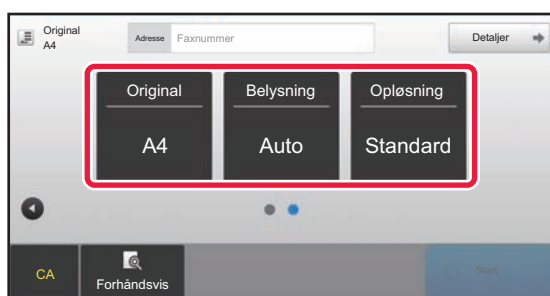 Original
A4
Adresse
Faxnummer
Detaljer
Original
Belysning
Opløsning
A4
Auto
Standard
CA
Forhåndsvis
Start